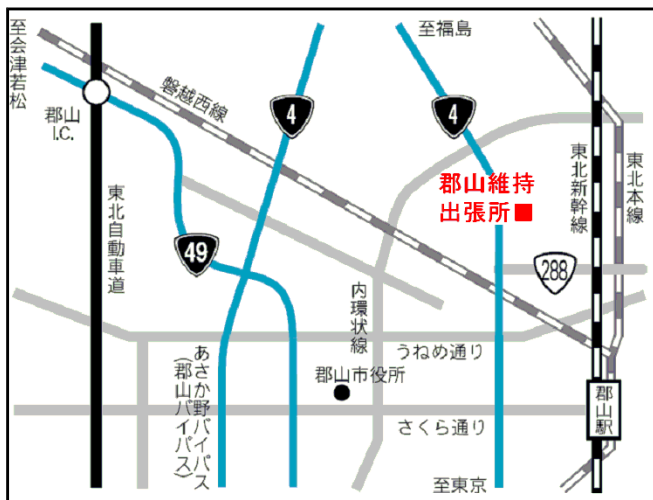 至会津若松
至福島
磐越西線
4
4
郡山
I.C.
郡山維持
出張所
東北新幹線
東北本線
東北自動車道
49
288
内環状線
うねめ通り
あさか野バイパス
(郡山バイパス)
郡山市役所
郡山駅
さくら通り
至東京